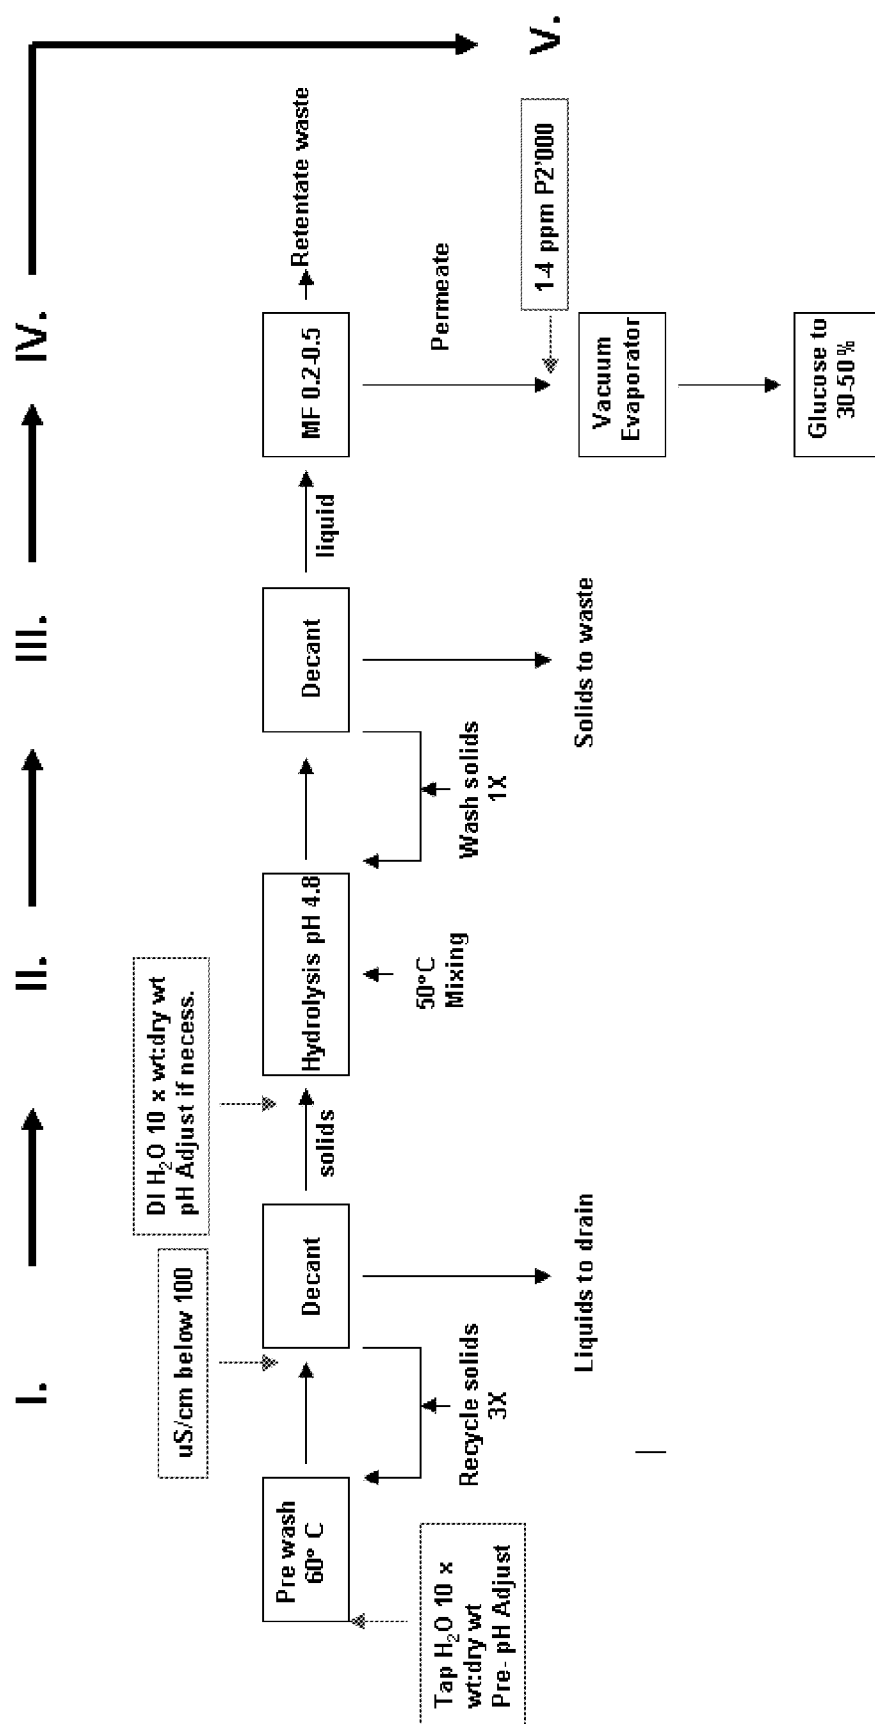 I.
II.
III.
IV.
V.
uS/cm below 100
DI H₂O 10 x wt:dry wt
pH Adjust if necess.
Pre wash
60° C
Decant
solids
Hydrolysis pH 4.8
Decant
liquid
MF 0.2-0.5
Retentate waste
Tap H₂O 10 x
wt:dry wt
Pre- pH Adjust
Recycle solids
3X
50°C
Mixing
Wash solids
1X
Permeate
1-4 ppm P2'000
Liquids to drain
Solids to waste
Vacuum
Evaporator
Glucose to
30-50%